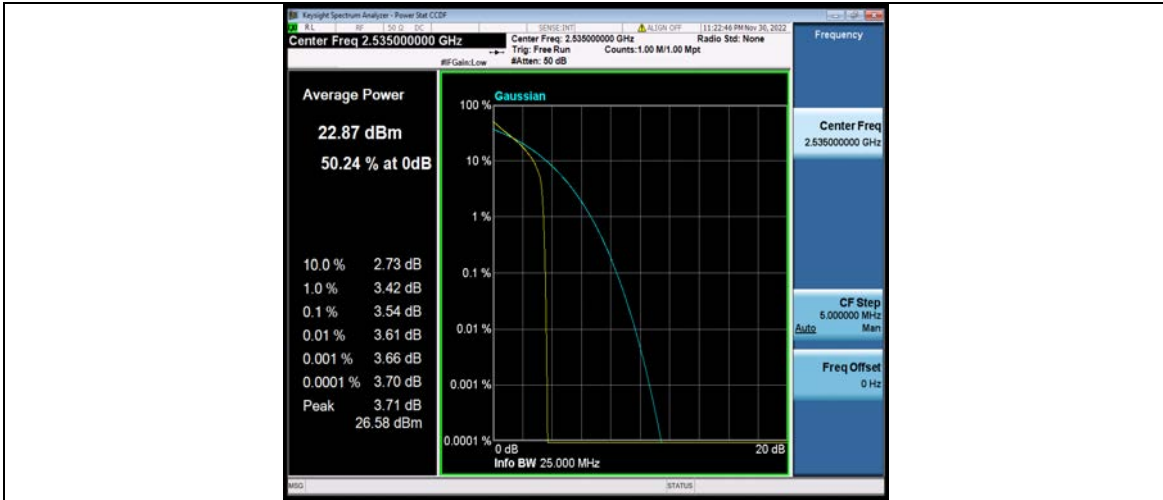 Keysight Spectrum Analyzer - Power Stat CCDF
RL RF 50 Ω DC SENSE:INT ALIGN OFF 11:22:46 PM Nov 30, 2022
Center Freq 2.535000000 GHz
Center Freq: 2.535000000 GHz Radio Std: None
Trig: Free Run Counts:1.00 M/1.00 Mpt
#IFGain:Low #Atten: 50 dB
Frequency
Average Power
22.87 dBm
50.24 % at 0dB
10.0 % 2.73 dB
1.0 % 3.42 dB
0.1 % 3.54 dB
0.01 % 3.61 dB
0.001 % 3.66 dB
0.0001 % 3.70 dB
Peak 3.71 dB
26.58 dBm
Gaussian
100 %
10 %
1 %
0.1 %
0.01 %
0.001 %
0.0001 %
0 dB 20 dB
Info BW 25.000 MHz
Center Freq
2.535000000 GHz
CF Step
5.000000 MHz
Auto Man
Freq Offset
0 Hz
MSG STATUS